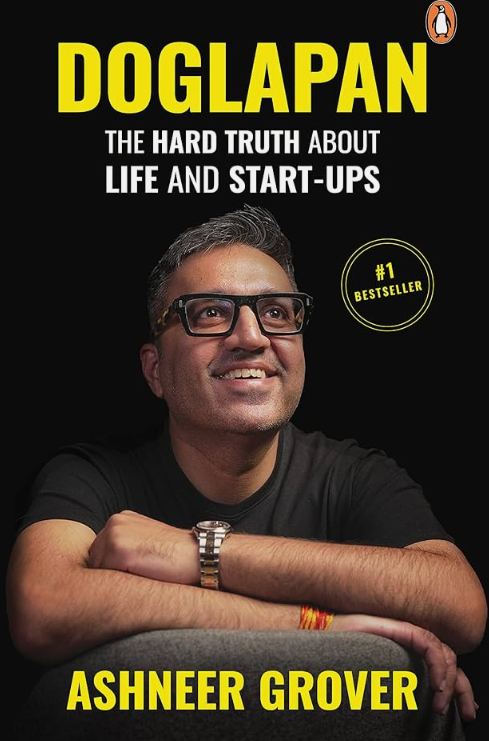 DOGLAPAN
THE HARD TRUTH ABOUT
LIFE AND START-UPS
#1
BESTSELLER
ASHNEER GROVER